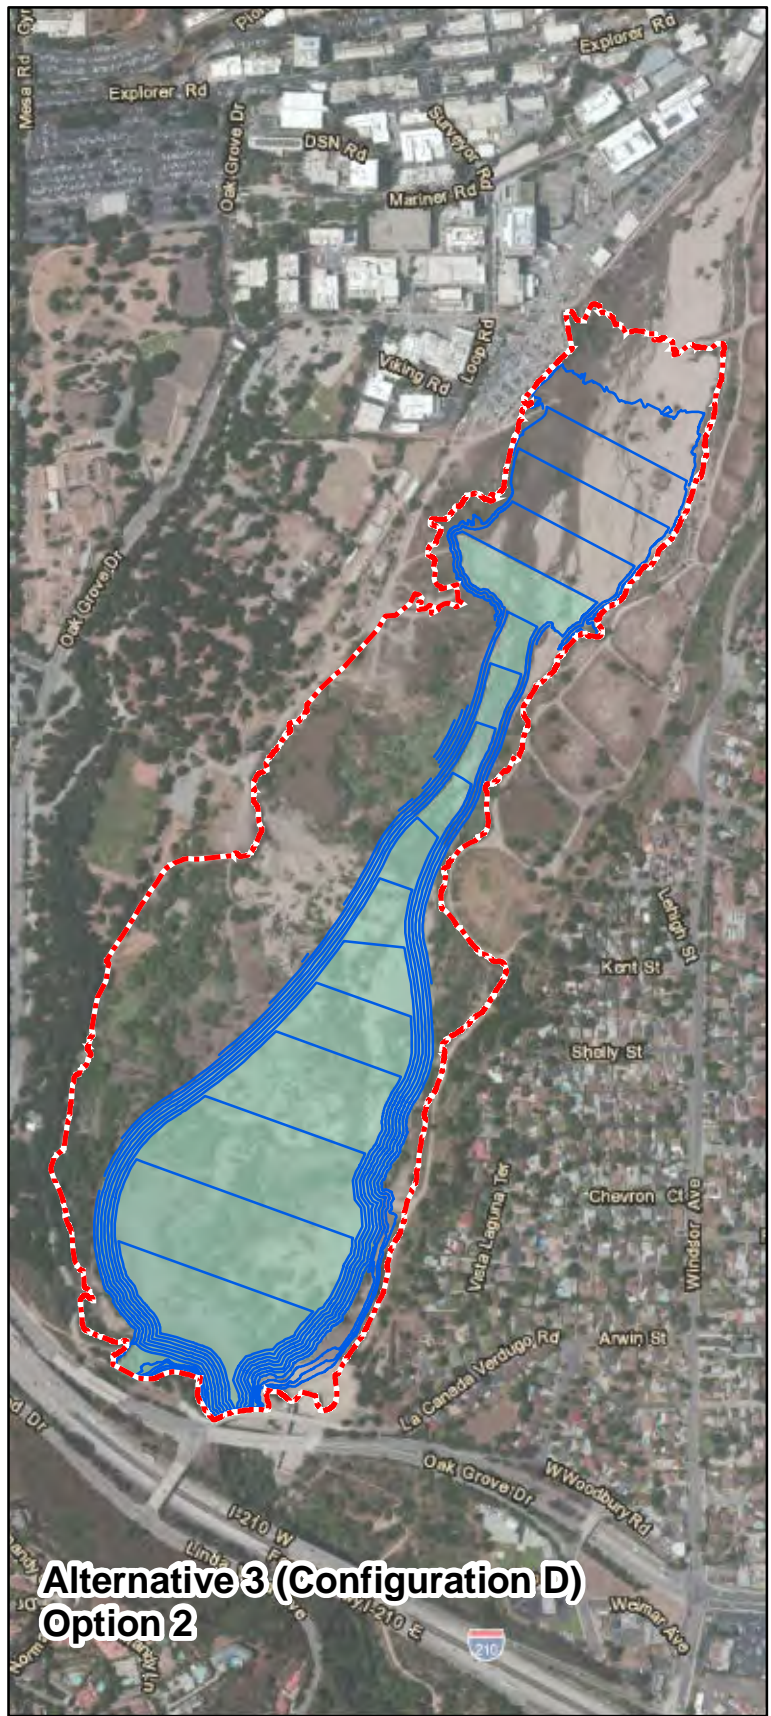 Explorer Rd
Mesa Rd
Explorer Rd
Oak Grove Dr
DSN Rd
Surveyor Rd
Mariner Rd
Loop Rd
Viking Rd
Oak Grove Dr
Lehigh St
Kent St
Shelly St
Chevron Ct
Windsor Ave
Vista Laguna Ter
Arwin St
La Canada Verdugo Rd
Oak Grove Dr
W Woodbury Rd
I-210 W
I-210 E
Weimar Ave
210
Alternative 3 (Configuration D)
Option 2